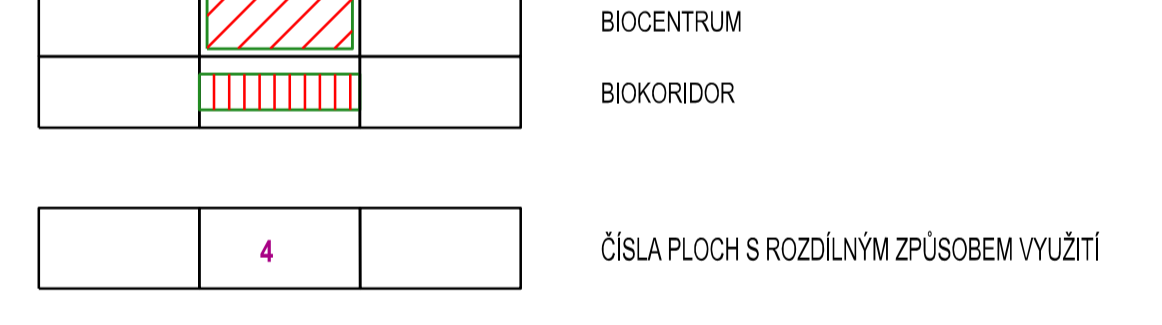 BIOCENTRUM
BIOKORIDOR
4
ČÍSLA PLOCH S ROZDÍLNÝM ZPŮSOBEM VYUŽITÍ